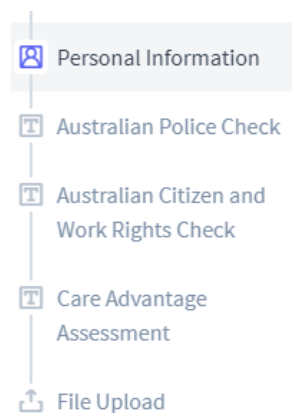 Personal Information
Australian Police Check
Australian Citizen and
Work Rights Check
Care Advantage
Assessment
File Upload